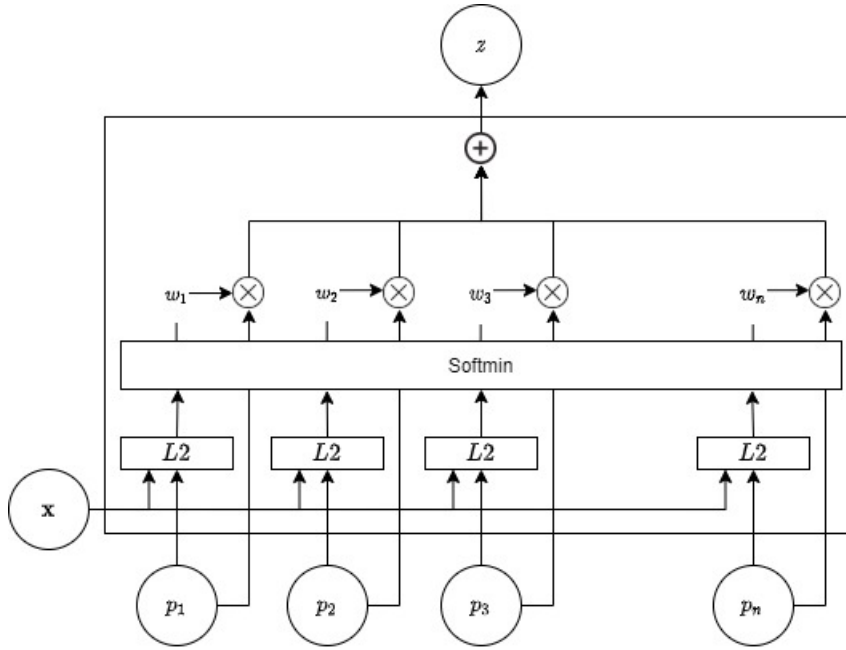 z
+
w₁ w₂ w₃ wₙ
Softmin
L2 L2 L2 L2
x
p₁ p₂ p₃ pₙ